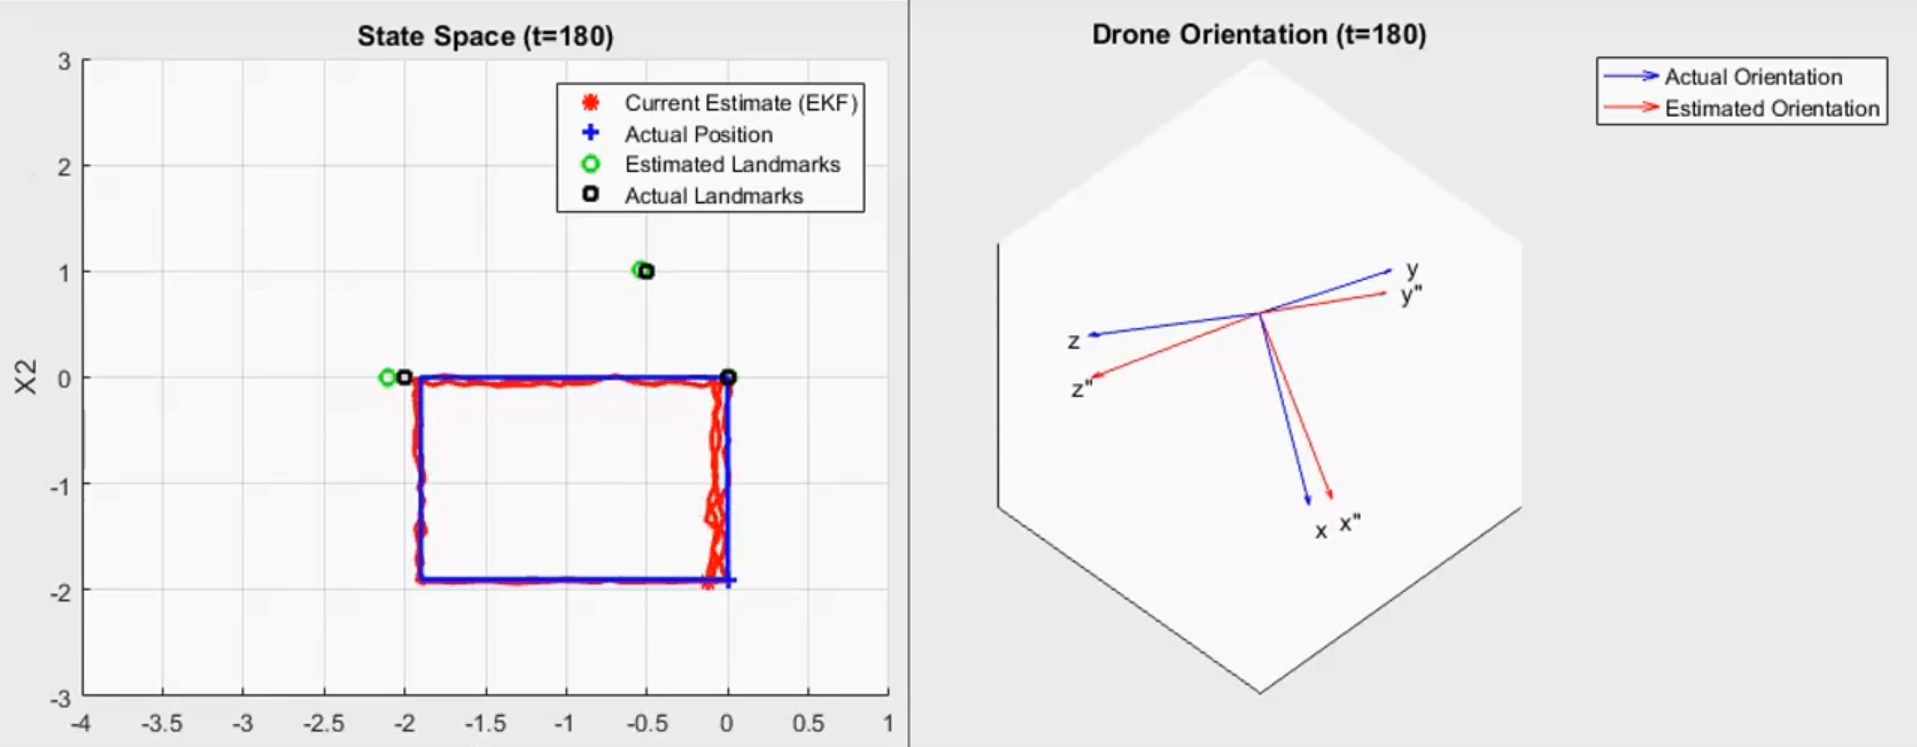 State Space (t=180)
3
2
1
0
-1
-2
-3
X2
-4 -3.5 -3 -2.5 -2 -1.5 -1 -0.5 0 0.5 1
Current Estimate (EKF)
Actual Position
Estimated Landmarks
Actual Landmarks
Drone Orientation (t=180)
Actual Orientation
Estimated Orientation
y
y"
z
z"
x x"